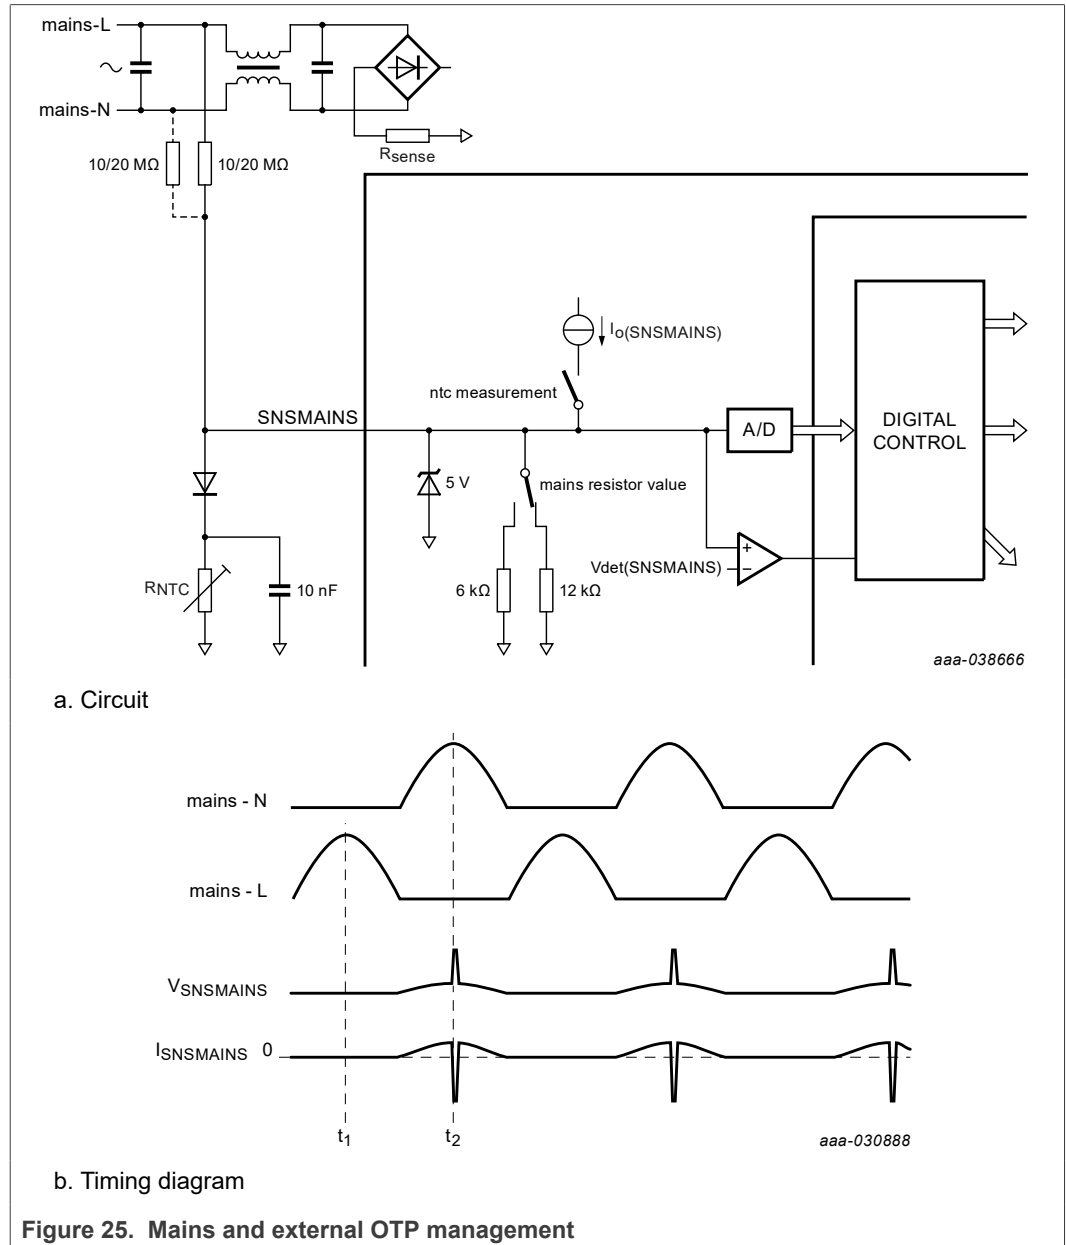 mains-L
mains-N
10/20 MΩ
10/20 MΩ
Rsense
Io(SNSMAINS)
ntc measurement
SNSMAINS
A/D
DIGITAL
CONTROL
5 V
mains resistor value
Vdet(SNSMAINS)
+
−
RNTC
10 nF
6 kΩ
12 kΩ
aaa-038666
a. Circuit
mains - N
mains - L
VSNSMAINS
ISNSMAINS 0
t1
t2
aaa-030888
b. Timing diagram
Figure 25. Mains and external OTP management